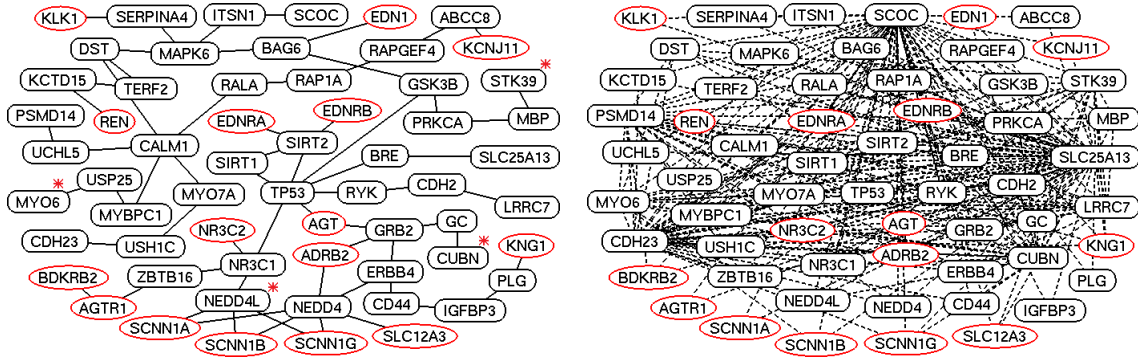 KLK1
SERPINA4
ITSN1
SCOC
EDN1
ABCC8
DST
MAPK6
BAG6
RAPGEF4
KCNJ11
KCTD15
TERF2
RALA
RAP1A
GSK3B
STK39
*
PSMD14
REN
EDNRA
EDNRB
PRKCA
MBP
UCHL5
CALM1
SIRT2
SIRT1
BRE
SLC25A13
USP25
*
MYO6
MYO7A
TP53
RYK
CDH2
LRRC7
MYBPC1
NR3C2
AGT
GRB2
GC
CDH23
USH1C
CUBN
*
KNG1
BDKRB2
ZBTB16
NR3C1
ADRB2
ERBB4
PLG
AGTR1
NEDD4L
*
NEDD4
CD44
IGFBP3
SCNN1A
SCNN1B
SCNN1G
SLC12A3
KLK1
SERPINA4
ITSN1
SCOC
EDN1
ABCC8
DST
MAPK6
BAG6
RAPGEF4
KCNJ11
KCTD15
TERF2
RALA
RAP1A
GSK3B
STK39
PSMD14
REN
EDNRA
EDNRB
PRKCA
MBP
UCHL5
CALM1
SIRT2
SIRT1
BRE
SLC25A13
USP25
MYO6
MYO7A
TP53
RYK
CDH2
LRRC7
MYBPC1
NR3C2
AGT
GRB2
GC
CDH23
USH1C
CUBN
KNG1
BDKRB2
ZBTB16
NR3C1
ADRB2
ERBB4
PLG
AGTR1
NEDD4L
NEDD4
CD44
IGFBP3
SCNN1A
SCNN1B
SCNN1G
SLC12A3